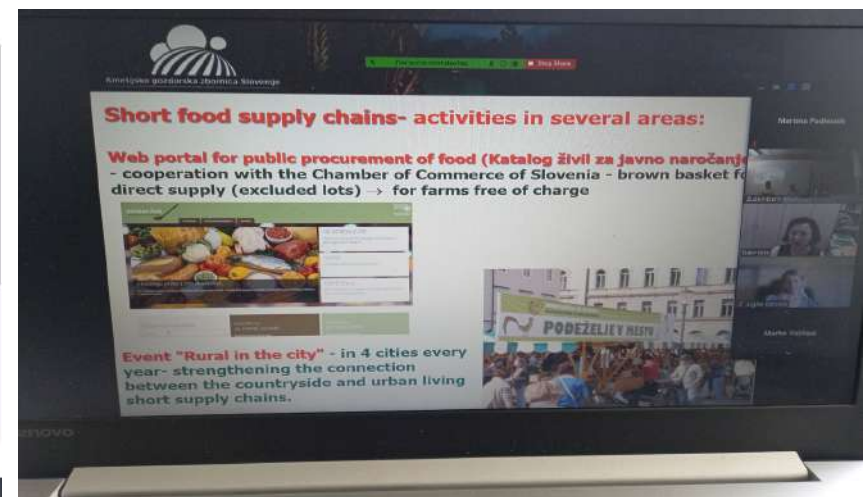 Kmetijsko gozdarska zbornica Slovenije
Stop Share
Short food supply chains- activities in several areas:
Web portal for public procurement of food (Katalog živil za javno naročanje
- cooperation with the Chamber of Commerce of Slovenia - brown basket fo
direct supply (excluded lots) → for farms free of charge
PODEŽELJE V MESTU
Event "Rural in the city" - in 4 cities every
year- strengthening the connection
between the countryside and urban living
short supply chains.
enovo